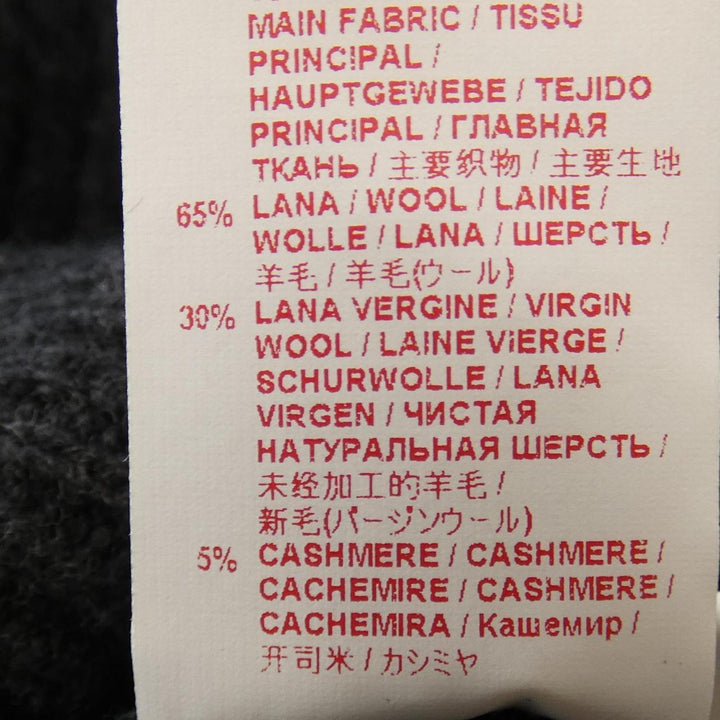 MAIN FABRIC / TISSU
PRINCIPAL /
HAUPTGEWEBE / TEJIDO
PRINCIPAL / ГЛАВНАЯ
ТКАНЬ / 主要织物 / 主要生地
65% LANA / WOOL / LAINE /
WOLLE / LANA / ШЕРСТЬ /
羊毛 / 羊毛(ウール)
30% LANA VERGINE / VIRGIN
WOOL / LAINE VIERGE /
SCHURWOLLE / LANA
VIRGEN / ЧИСТАЯ
НАТУРАЛЬНАЯ ШЕРСТЬ /
未经加工的羊毛 /
新毛(バージンウール)
5% CASHMERE / CASHMERE /
CACHEMIRE / CASHMERE /
CACHEMIRA / Кашемир /
开司米 / カシミヤ